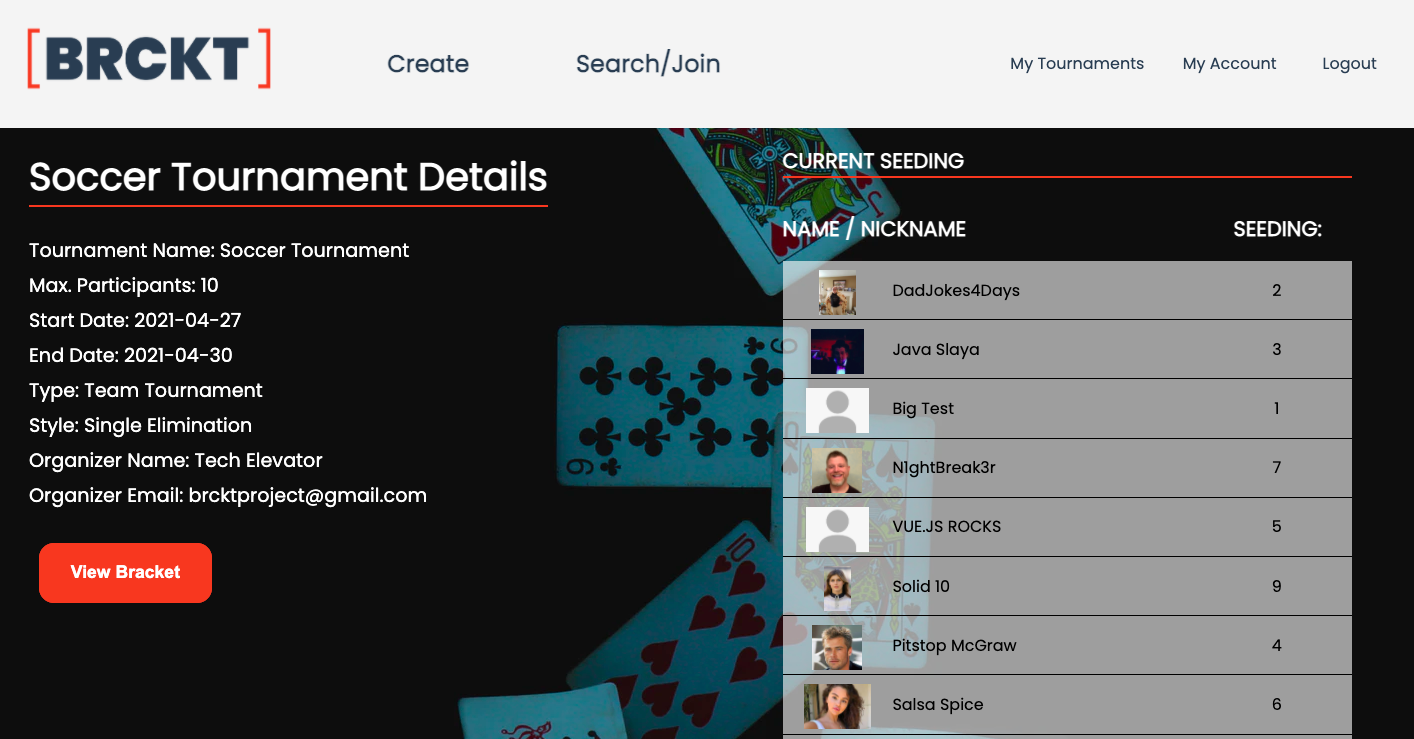 [BRCKT]
Create
Search/Join
My Tournaments
My Account
Logout
Soccer Tournament Details
Tournament Name: Soccer Tournament
Max. Participants: 10
Start Date: 2021-04-27
End Date: 2021-04-30
Type: Team Tournament
Style: Single Elimination
Organizer Name: Tech Elevator
Organizer Email: brcktproject@gmail.com
View Bracket
CURRENT SEEDING
NAME / NICKNAME SEEDING:
DadJokes4Days 2
Java Slaya 3
Big Test 1
N1ghtBreak3r 7
VUE.JS ROCKS 5
Solid 10 9
Pitstop McGraw 4
Salsa Spice 6
J
9
6
Q
10